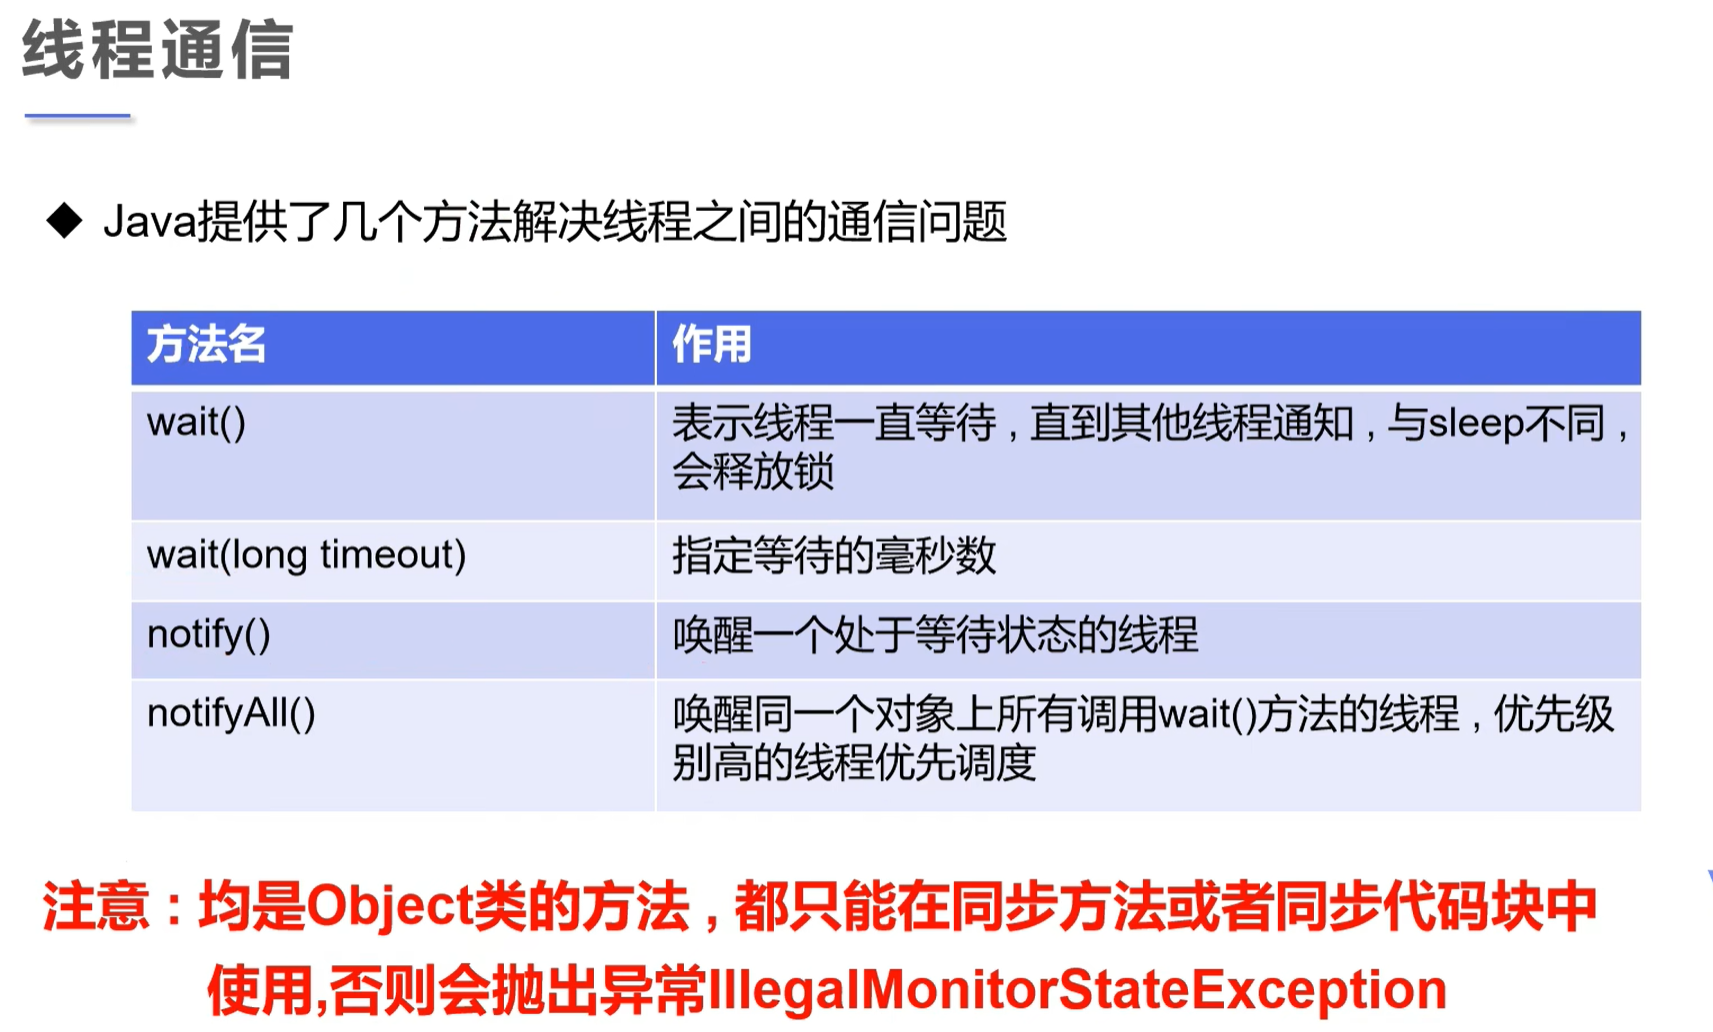 线程通信
◆ Java提供了几个方法解决线程之间的通信问题
方法名 作用
wait() 表示线程一直等待，直到其他线程通知，与sleep不同，
会释放锁
wait(long timeout) 指定等待的毫秒数
notify() 唤醒一个处于等待状态的线程
notifyAll() 唤醒同一个对象上所有调用wait()方法的线程，优先级
别高的线程优先调度
注意：均是Object类的方法，都只能在同步方法或者同步代码块中
使用,否则会抛出异常IllegalMonitorStateException